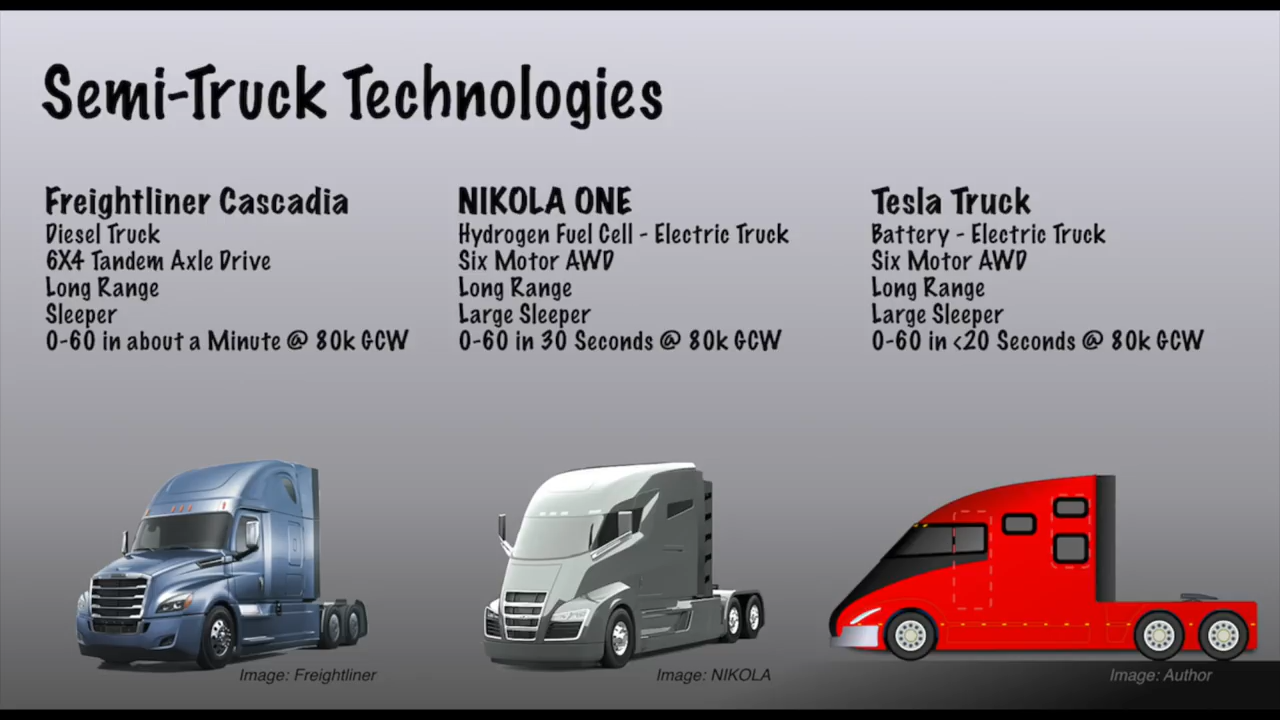 Semi-Truck Technologies
Freightliner Cascadia
Diesel Truck
6X4 Tandem Axle Drive
Long Range
Sleeper
0-60 in about a Minute @ 80k GCW
NIKOLA ONE
Hydrogen Fuel Cell - Electric Truck
Six Motor AWD
Long Range
Large Sleeper
0-60 in 30 Seconds @ 80k GCW
Tesla Truck
Battery - Electric Truck
Six Motor AWD
Long Range
Large Sleeper
0-60 in <20 Seconds @ 80k GCW
Image: Freightliner
Image: NIKOLA
Image: Author